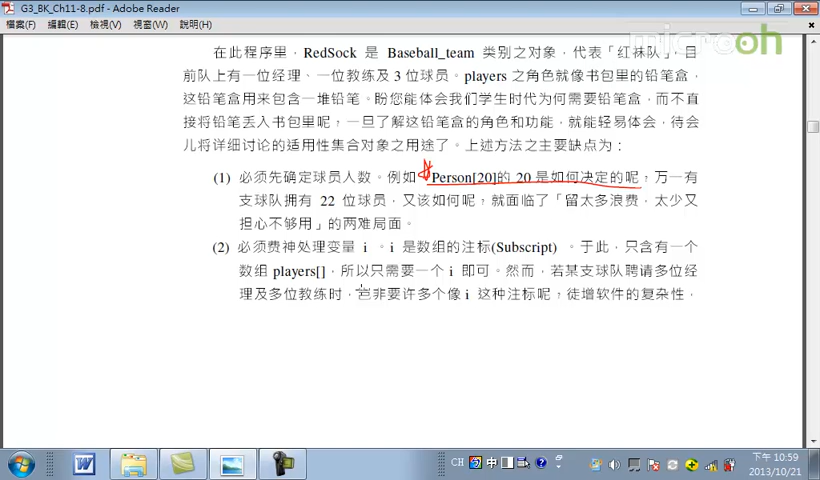 G3_BK_Ch11-8.pdf - Adobe Reader
檔案(F) 編輯(E) 檢視(V) 視窗(W) 說明(H)
microoh
在此程序里，RedSock 是 Baseball_team 类别之对象，代表「红袜队」，目
前队上有一位经理、一位教练及 3 位球员。players 之角色就像书包里的铅笔盒，
这铅笔盒用来包含一堆铅笔。盼您能体会我们学生时代为何需要铅笔盒，而不直
接将铅笔丢入书包里呢，一旦了解这铅笔盒的角色和功能，就能轻易体会，待会
儿将详细讨论的适用性集合对象之用途了。上述方法之主要缺点为：
(1) 必须先确定球员人数。例如 Person[20]的 20 是如何决定的呢，万一有
支球队拥有 22 位球员，又该如何呢，就面临了「留太多浪费，太少又
担心不够用」的两难局面。
(2) 必须费神处理变量 i 。i 是数组的注标(Subscript) 。于此，只含有一个
数组 players[]，所以只需要一个 i 即可。然而，若某支球队聘请多位经
理及多位教练时，岂非要许多个像 i 这种注标呢，徒增软件的复杂性，
CH 中
下午 10:59
2013/10/21